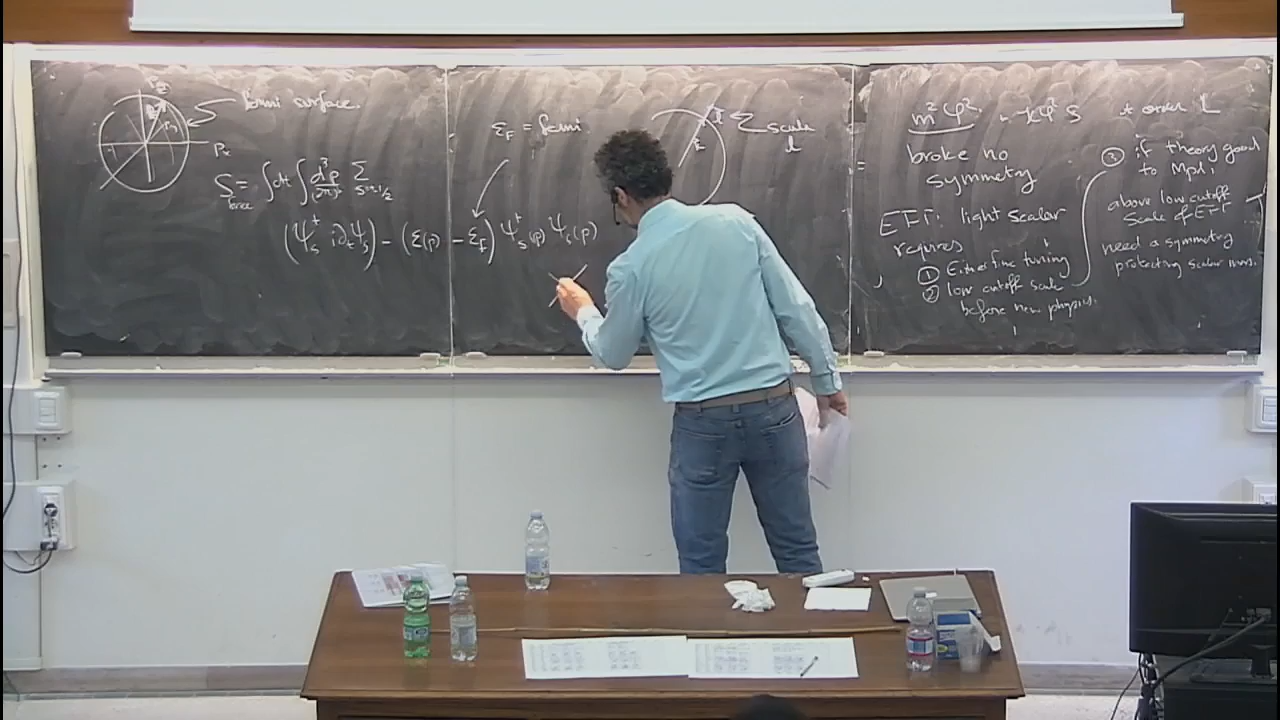 Fermi surface.
Px
S = ∫dt ∫ d³p/(2π)³ Σ s=±1/2
(ψs† i∂t ψs) - (ε(p) - εF) ψs†(p) ψs(p)
εF = Fermi
scale
l
m²φ²
* order
broke no
symmetry
EFT: light scalar
requires
① Either fine tuning
② low cutoff scale
before new physics.
③ if theory good
to Mpl,
above low cutoff
scale of EFT
need a symmetry
protecting scalar mass.